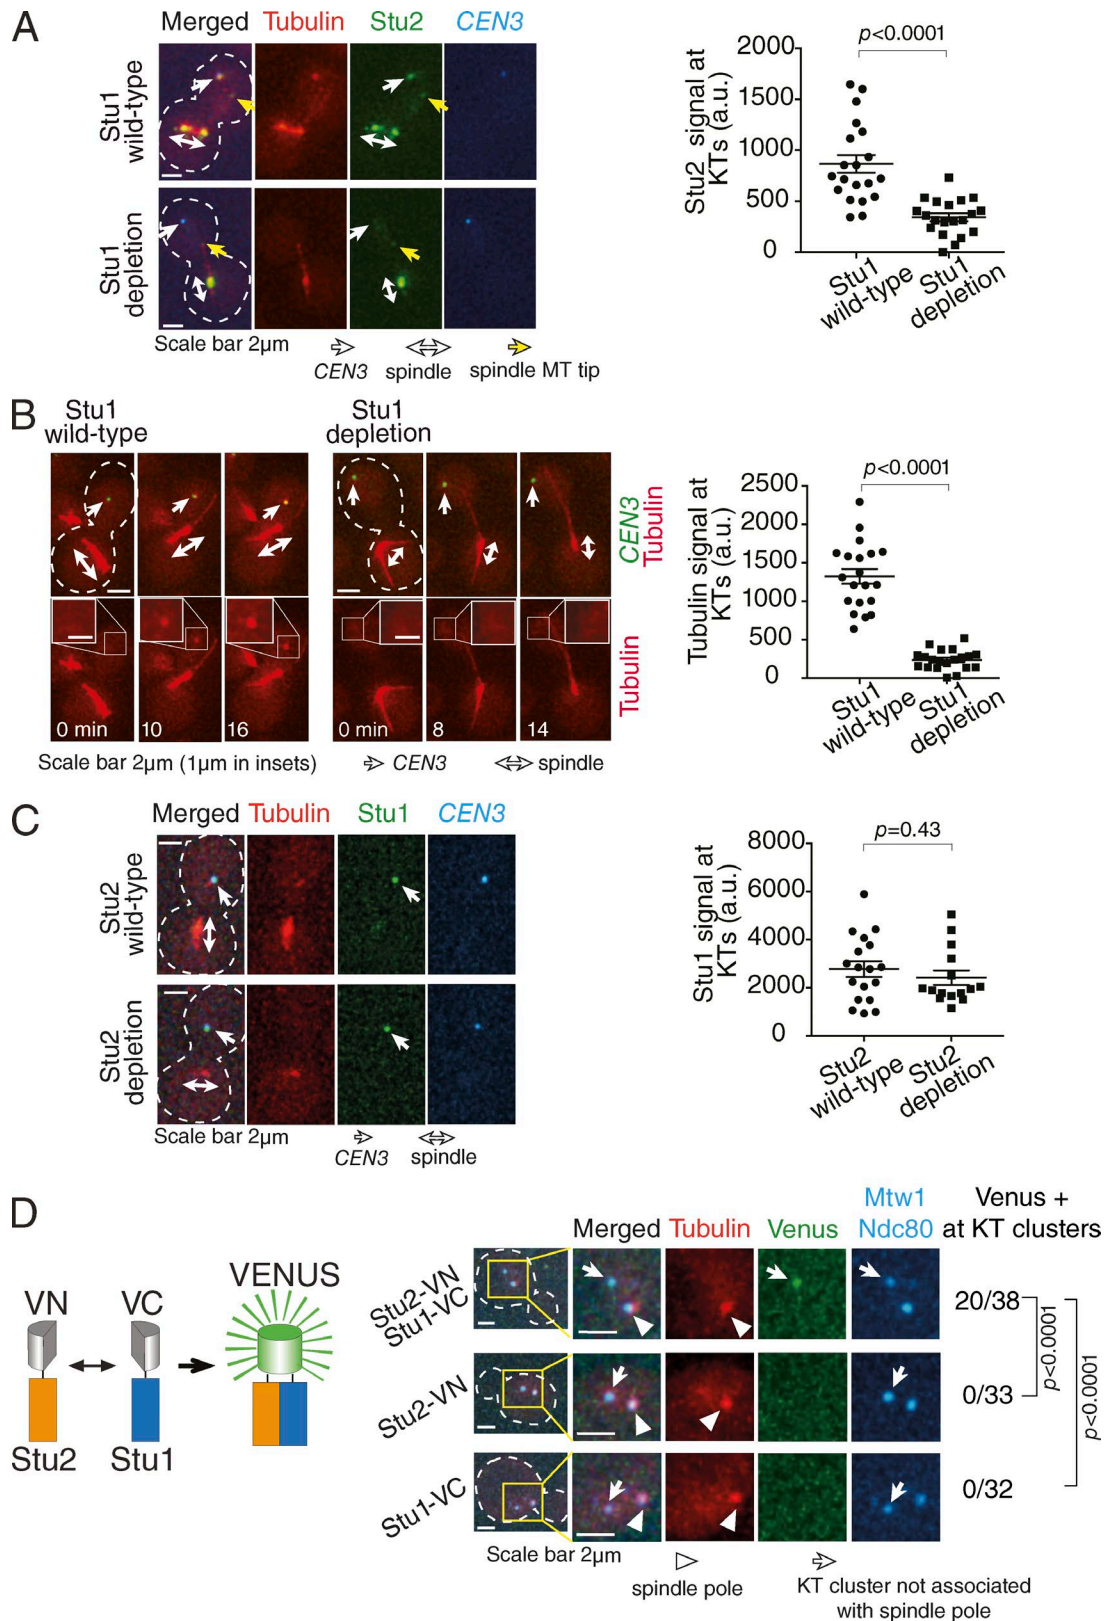 A
Merged Tubulin Stu2 CEN3
Stu1
wild-type
Stu1
depletion
Scale bar 2µm
CEN3
spindle
spindle MT tip
Stu2 signal at
KTs (a.u.)
2000
1500
1000
500
0
p<0.0001
Stu1
wild-type
Stu1
depletion
B
Stu1
wild-type
Stu1
depletion
CEN3
Tubulin
Tubulin
0 min
10
16
0 min
8
14
Scale bar 2µm (1µm in insets)
CEN3
spindle
Tubulin signal at
KTs (a.u.)
2500
2000
1500
1000
500
0
p<0.0001
Stu1
wild-type
Stu1
depletion
C
Merged Tubulin Stu1 CEN3
Stu2
wild-type
Stu2
depletion
Scale bar 2µm
CEN3
spindle
Stu1 signal at
KTs (a.u.)
8000
6000
4000
2000
0
p=0.43
Stu2
wild-type
Stu2
depletion
D
VN
VC
VENUS
Stu2
Stu1
Merged Tubulin Venus
Mtw1
Ndc80
Venus +
at KT clusters
Stu2-VN
Stu1-VC
20/38
Stu2-VN
0/33
Stu1-VC
0/32
p<0.0001
p<0.0001
Scale bar 2µm
spindle pole
KT cluster not associated
with spindle pole